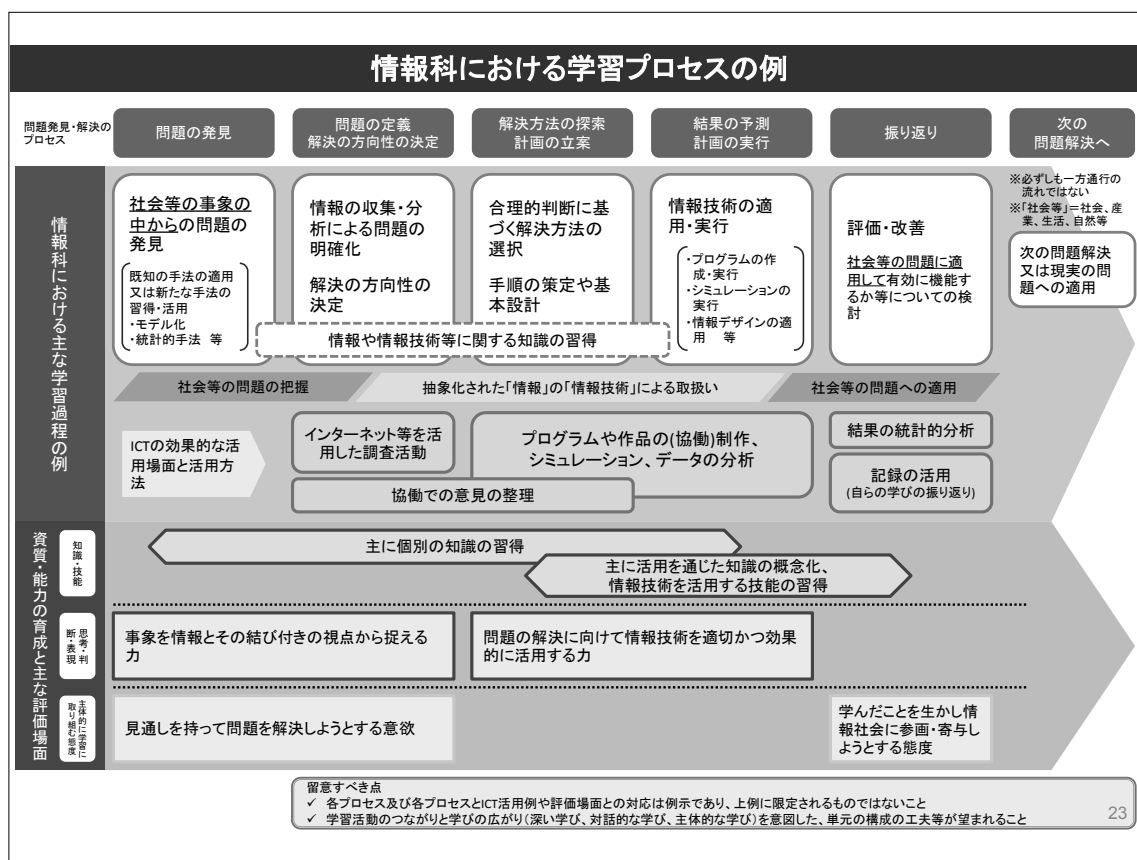 情報科における学習プロセスの例
問題発見・解決の
プロセス
問題の発見
問題の定義
解決の方向性の決定
解決方法の探索
計画の立案
結果の予測
計画の実行
振り返り
次の
問題解決へ
情報科における主な学習過程の例
社会等の事象の
中からの問題の
発見
既知の手法の適用
又は新たな手法の
習得・活用
・モデル化
・統計的手法 等
情報の収集・分
析による問題の
明確化
解決の方向性の
決定
合理的判断に基
づく解決方法の
選択
手順の策定や基
本設計
情報技術の適
用・実行
・プログラムの作
成・実行
・シミュレーションの
実行
・情報デザインの適
用 等
評価・改善
社会等の問題に適
用して有効に機能す
るか等についての検
討
※必ずしも一方通行の
流れではない
※「社会等」=社会、産
業、生活、自然等
次の問題解決
又は現実の問
題への適用
情報や情報技術等に関する知識の習得
社会等の問題の把握
抽象化された「情報」の「情報技術」による取扱い
社会等の問題への適用
ICTの効果的な活
用場面と活用方
法
インターネット等を活
用した調査活動
協働での意見の整理
プログラムや作品の(協働)制作、
シミュレーション、データの分析
結果の統計的分析
記録の活用
(自らの学びの振り返り)
資質・能力の育成と主な評価場面
知識・技能
主に個別の知識の習得
主に活用を通じた知識の概念化、
情報技術を活用する技能の習得
思考・判
断・表現
事象を情報とその結び付きの視点から捉える
力
問題の解決に向けて情報技術を適切かつ効果
的に活用する力
主体的に学習に
取り組む態度
見通しを持って問題を解決しようとする意欲
学んだことを生かし情
報社会に参画・寄与し
ようとする態度
留意すべき点
✓ 各プロセス及び各プロセスとICT活用例や評価場面との対応は例示であり、上例に限定されるものではないこと
✓ 学習活動のつながりと学びの広がり(深い学び、対話的な学び、主体的な学び)を意図した、単元の構成の工夫等が望まれること
23